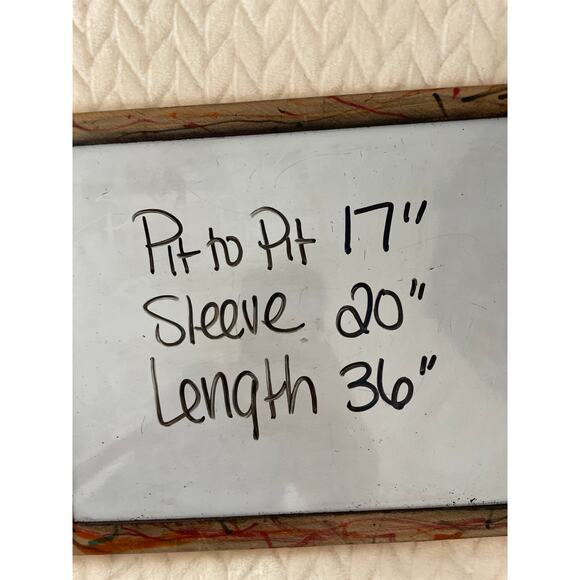 Pit to Pit 17"
Sleeve 20"
Length 36"